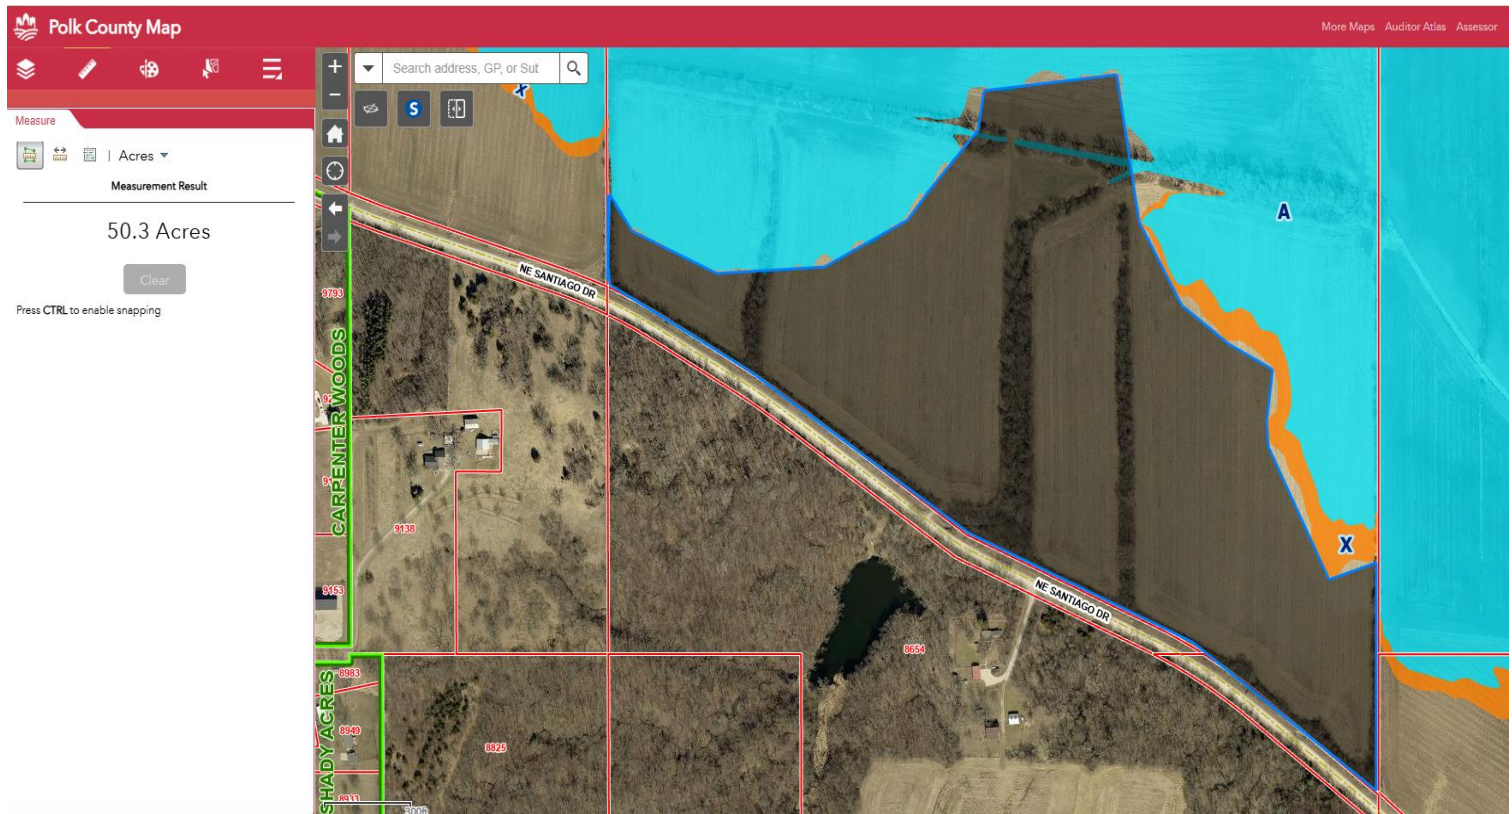 Polk County Map
More Maps Auditor Atlas Assessor
Search address, GP, or Sut
S
Measure
| Acres
Measurement Result
50.3 Acres
Clear
Press CTRL to enable snapping
X
A
NE SANTIAGO DR
9793
CARPENTER WOODS
9138
9153
X
NE SANTIAGO DR
8654
SHADY ACRES
8983
8949
8825
8933
300ft